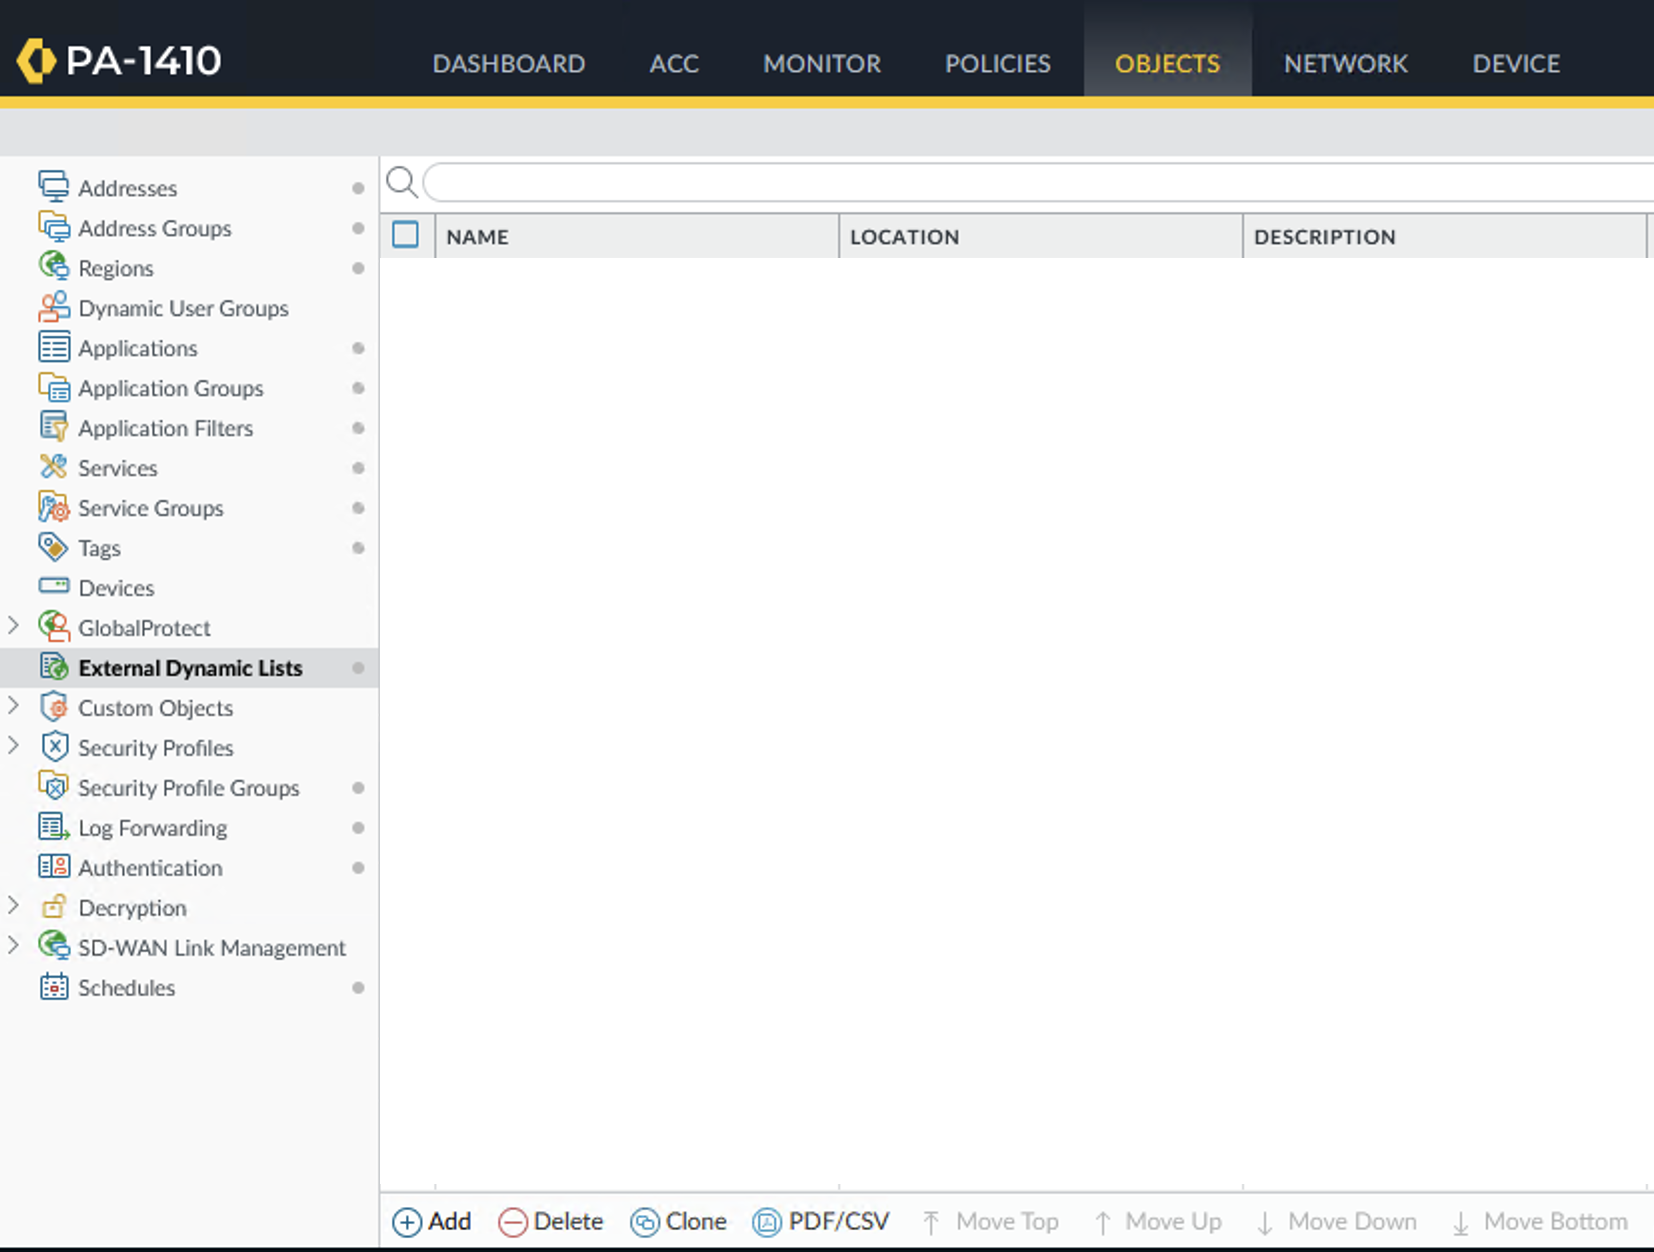 PA-1410
DASHBOARD ACC MONITOR POLICIES OBJECTS NETWORK DEVICE
Addresses
Address Groups
Regions
Dynamic User Groups
Applications
Application Groups
Application Filters
Services
Service Groups
Tags
Devices
GlobalProtect
External Dynamic Lists
Custom Objects
Security Profiles
Security Profile Groups
Log Forwarding
Authentication
Decryption
SD-WAN Link Management
Schedules
NAME LOCATION DESCRIPTION
Add Delete Clone PDF/CSV Move Top Move Up Move Down Move Bottom